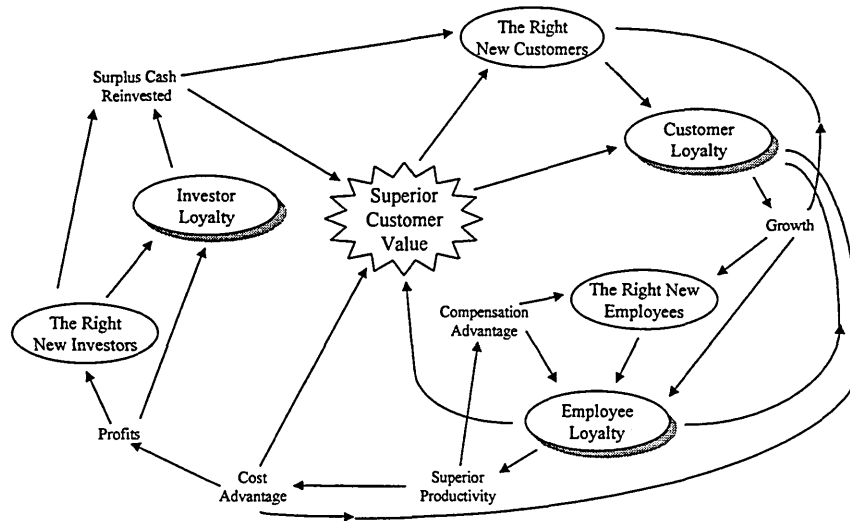 The Right
New Customers
Surplus Cash
Reinvested
Customer
Loyalty
Investor
Loyalty
Superior
Customer
Value
Growth
The Right New
Employees
Compensation
Advantage
The Right
New Investors
Employee
Loyalty
Profits
Cost
Advantage
Superior
Productivity